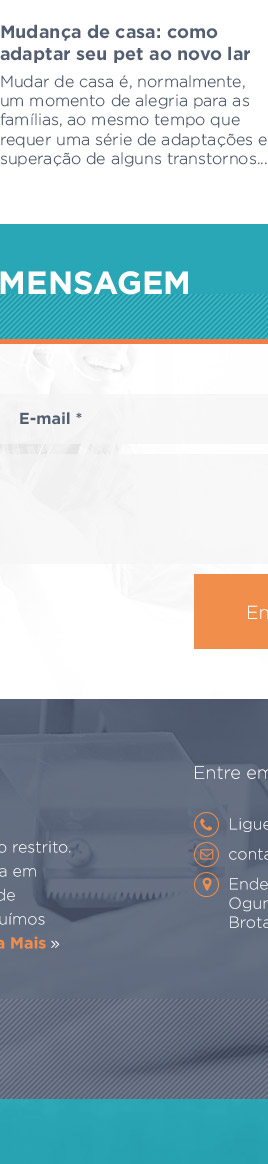 Mudança de casa: como
adaptar seu pet ao novo lar
Mudar de casa é, normalmente,
um momento de alegria para as
famílias, ao mesmo tempo que
requer uma série de adaptações e
superação de alguns transtornos...
MENSAGEM
E-mail *
En
o restrito.
a em
de
uímos
a Mais »
Entre em
Ligue
conta
Ende
Ogun
Brota